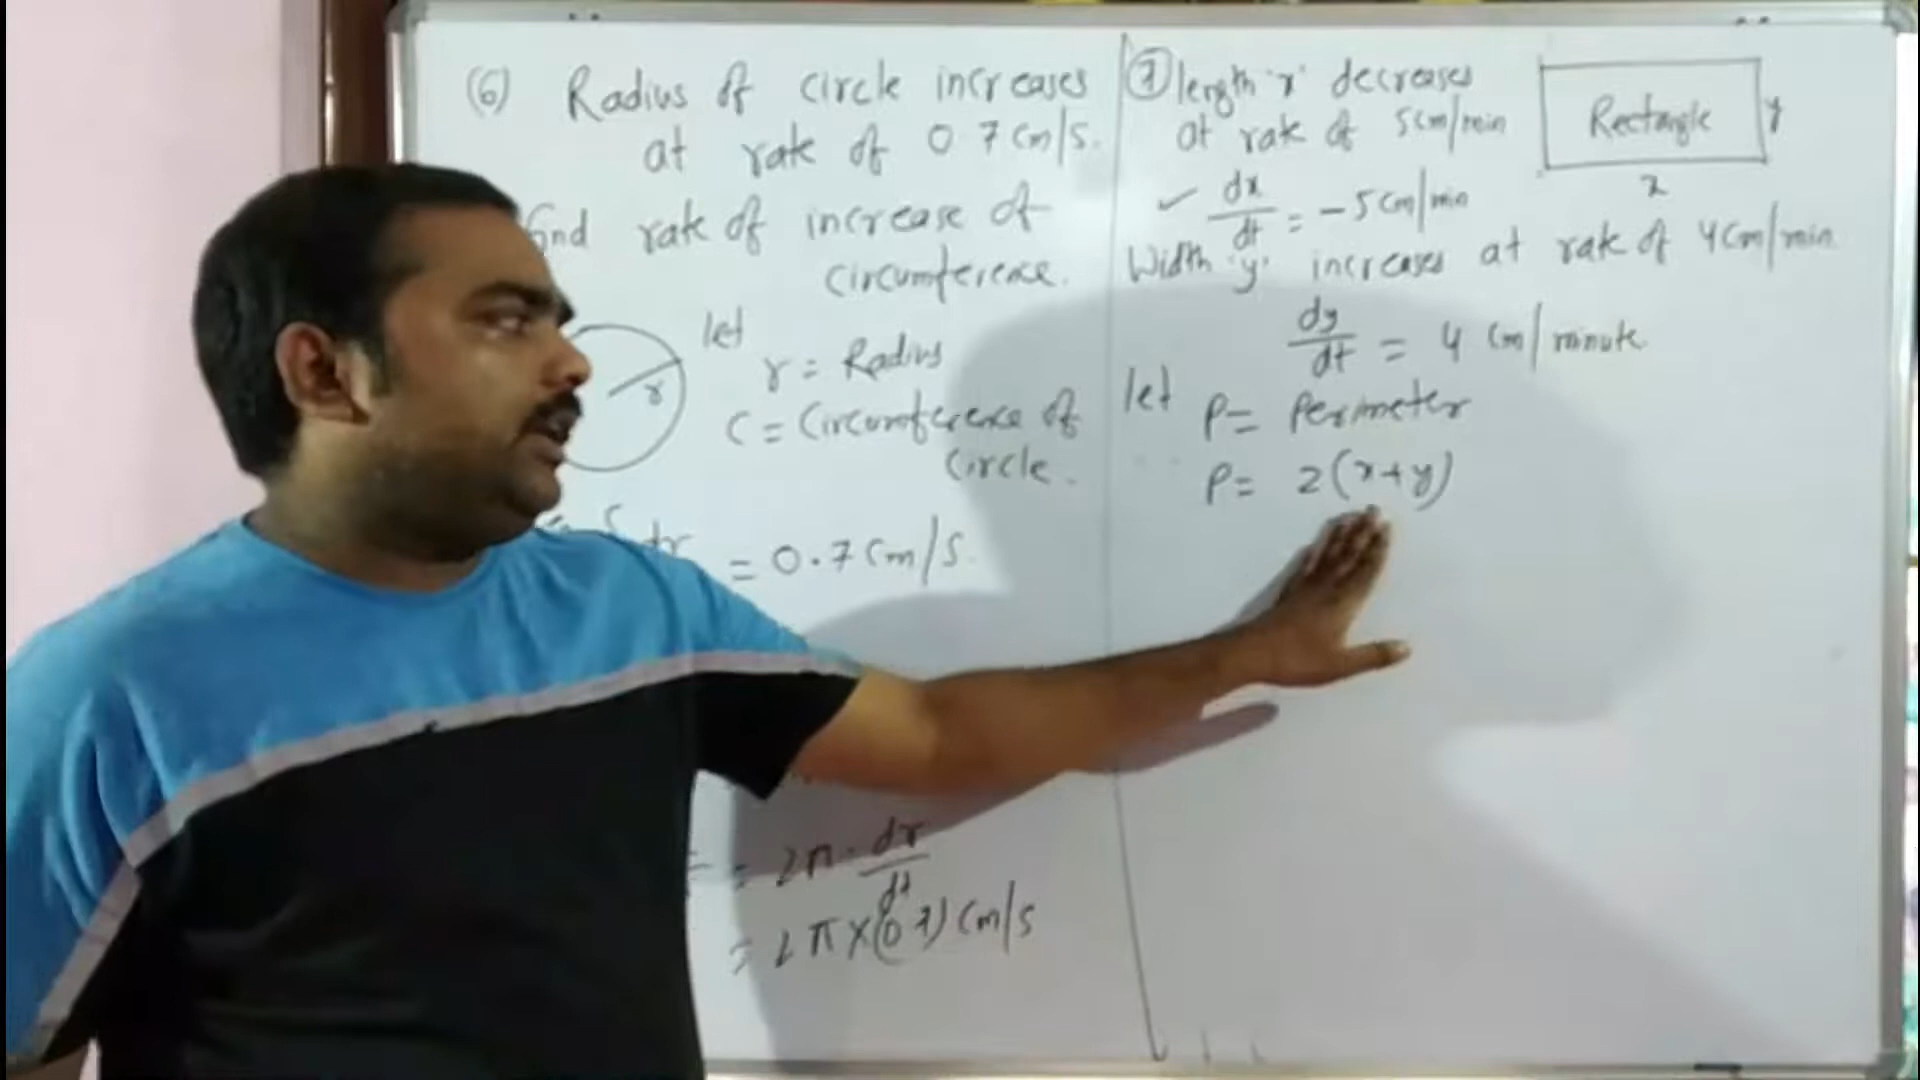 (6) Radius of circle increases
at rate of 0.7 cm/s.
find rate of increase of
circumference.
let
r = Radius
r
C = Circumference of
Circle.
dr
= 0.7 cm/s.
= 2π. dr
dt
= 2π×(0.7) cm/s
(7) length 'x' decreases
at rate of 5cm/min
Rectangle y
x
dx
dt = -5cm/min
Width 'y' increases at rate of 4cm/min
dy
dt = 4 cm/minute
let P= Perimeter
P= 2(x+y)